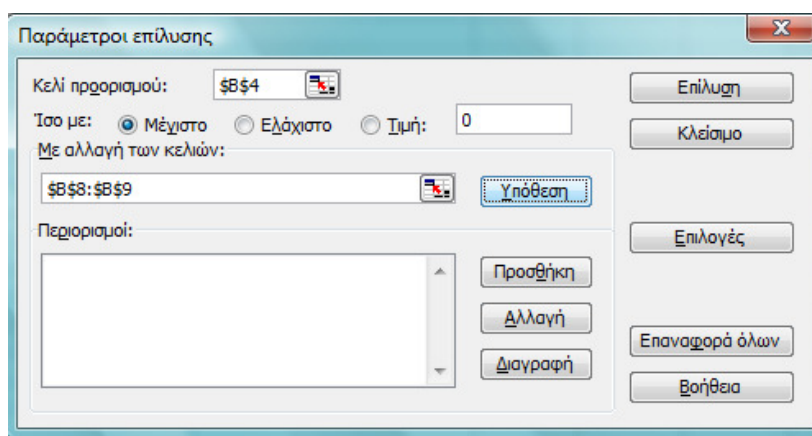 Παράμετροι επίλυσης
Κελί προορισμού: $B$4
Επίλυση
Ίσο με: Μέγιστο Ελάχιστο Τιμή: 0
Κλείσιμο
Με αλλαγή των κελιών:
$B$8:$B$9 Υπόθεση
Περιορισμοί:
Επιλογές
Προσθήκη
Αλλαγή
Επαναφορά όλων
Διαγραφή
Βοήθεια